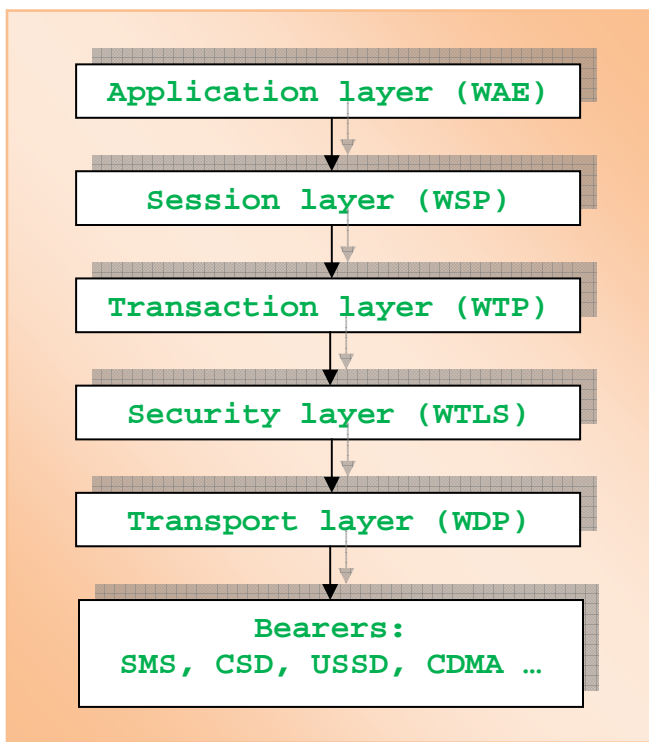 Application layer (WAE)
Session layer (WSP)
Transaction layer (WTP)
Security layer (WTLS)
Transport layer (WDP)
Bearers:
SMS, CSD, USSD, CDMA …